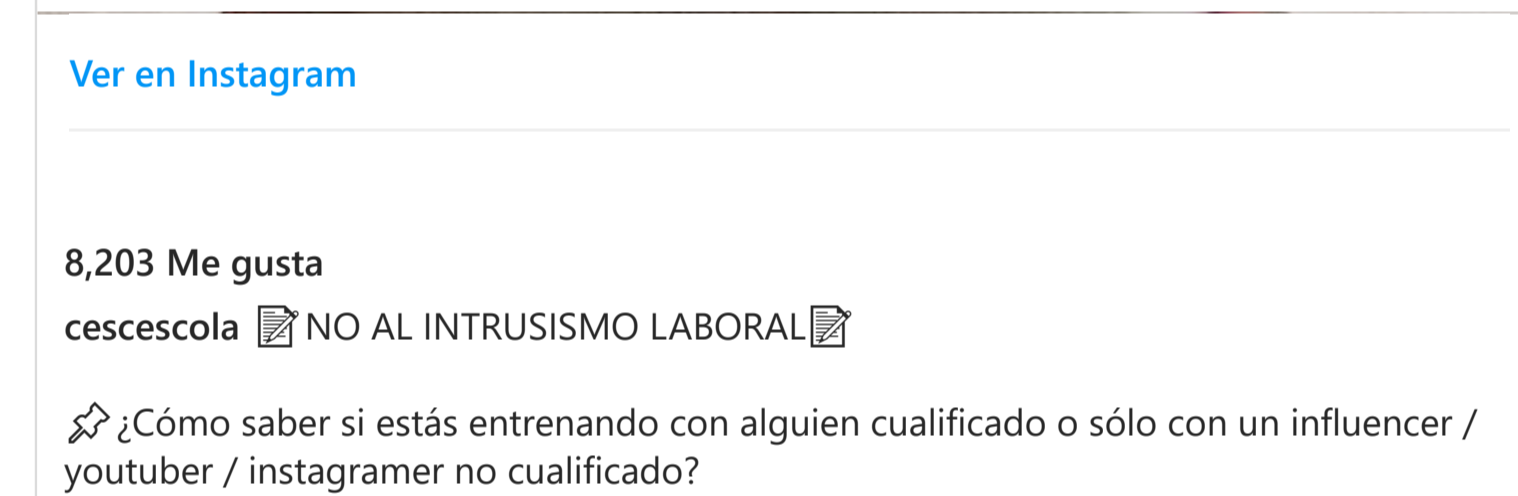 Ver en Instagram
8,203 Me gusta
cescescola 📝NO AL INTRUSISMO LABORAL📝
📌¿Cómo saber si estás entrenando con alguien cualificado o sólo con un influencer /
youtuber / instagramer no cualificado?